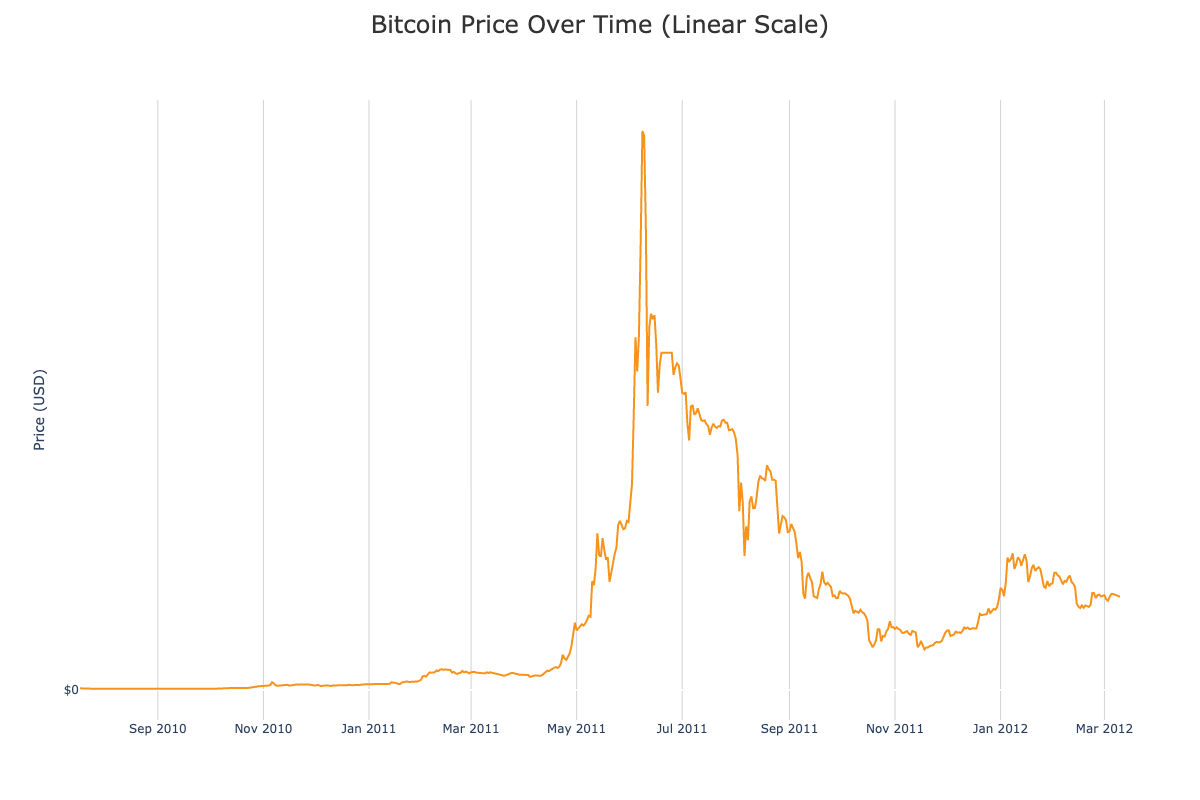 Bitcoin Price Over Time (Linear Scale)
Price (USD)
$0
Sep 2010
Nov 2010
Jan 2011
Mar 2011
May 2011
Jul 2011
Sep 2011
Nov 2011
Jan 2012
Mar 2012